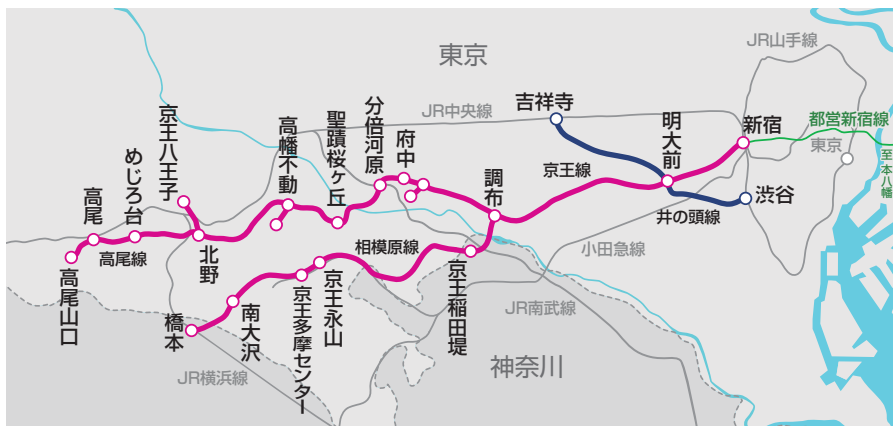 東京
JR山手線
JR中央線
吉祥寺
新宿
都営新宿線
東京
至本八幡
明大前
京王線
渋谷
井の頭線
分倍河原
府中
聖蹟桜ヶ丘
高幡不動
京王八王子
めじろ台
高尾
調布
北野
高尾線
高尾山口
相模原線
小田急線
京王稲田堤
京王永山
京王多摩センター
南大沢
橋本
JR南武線
JR横浜線
神奈川